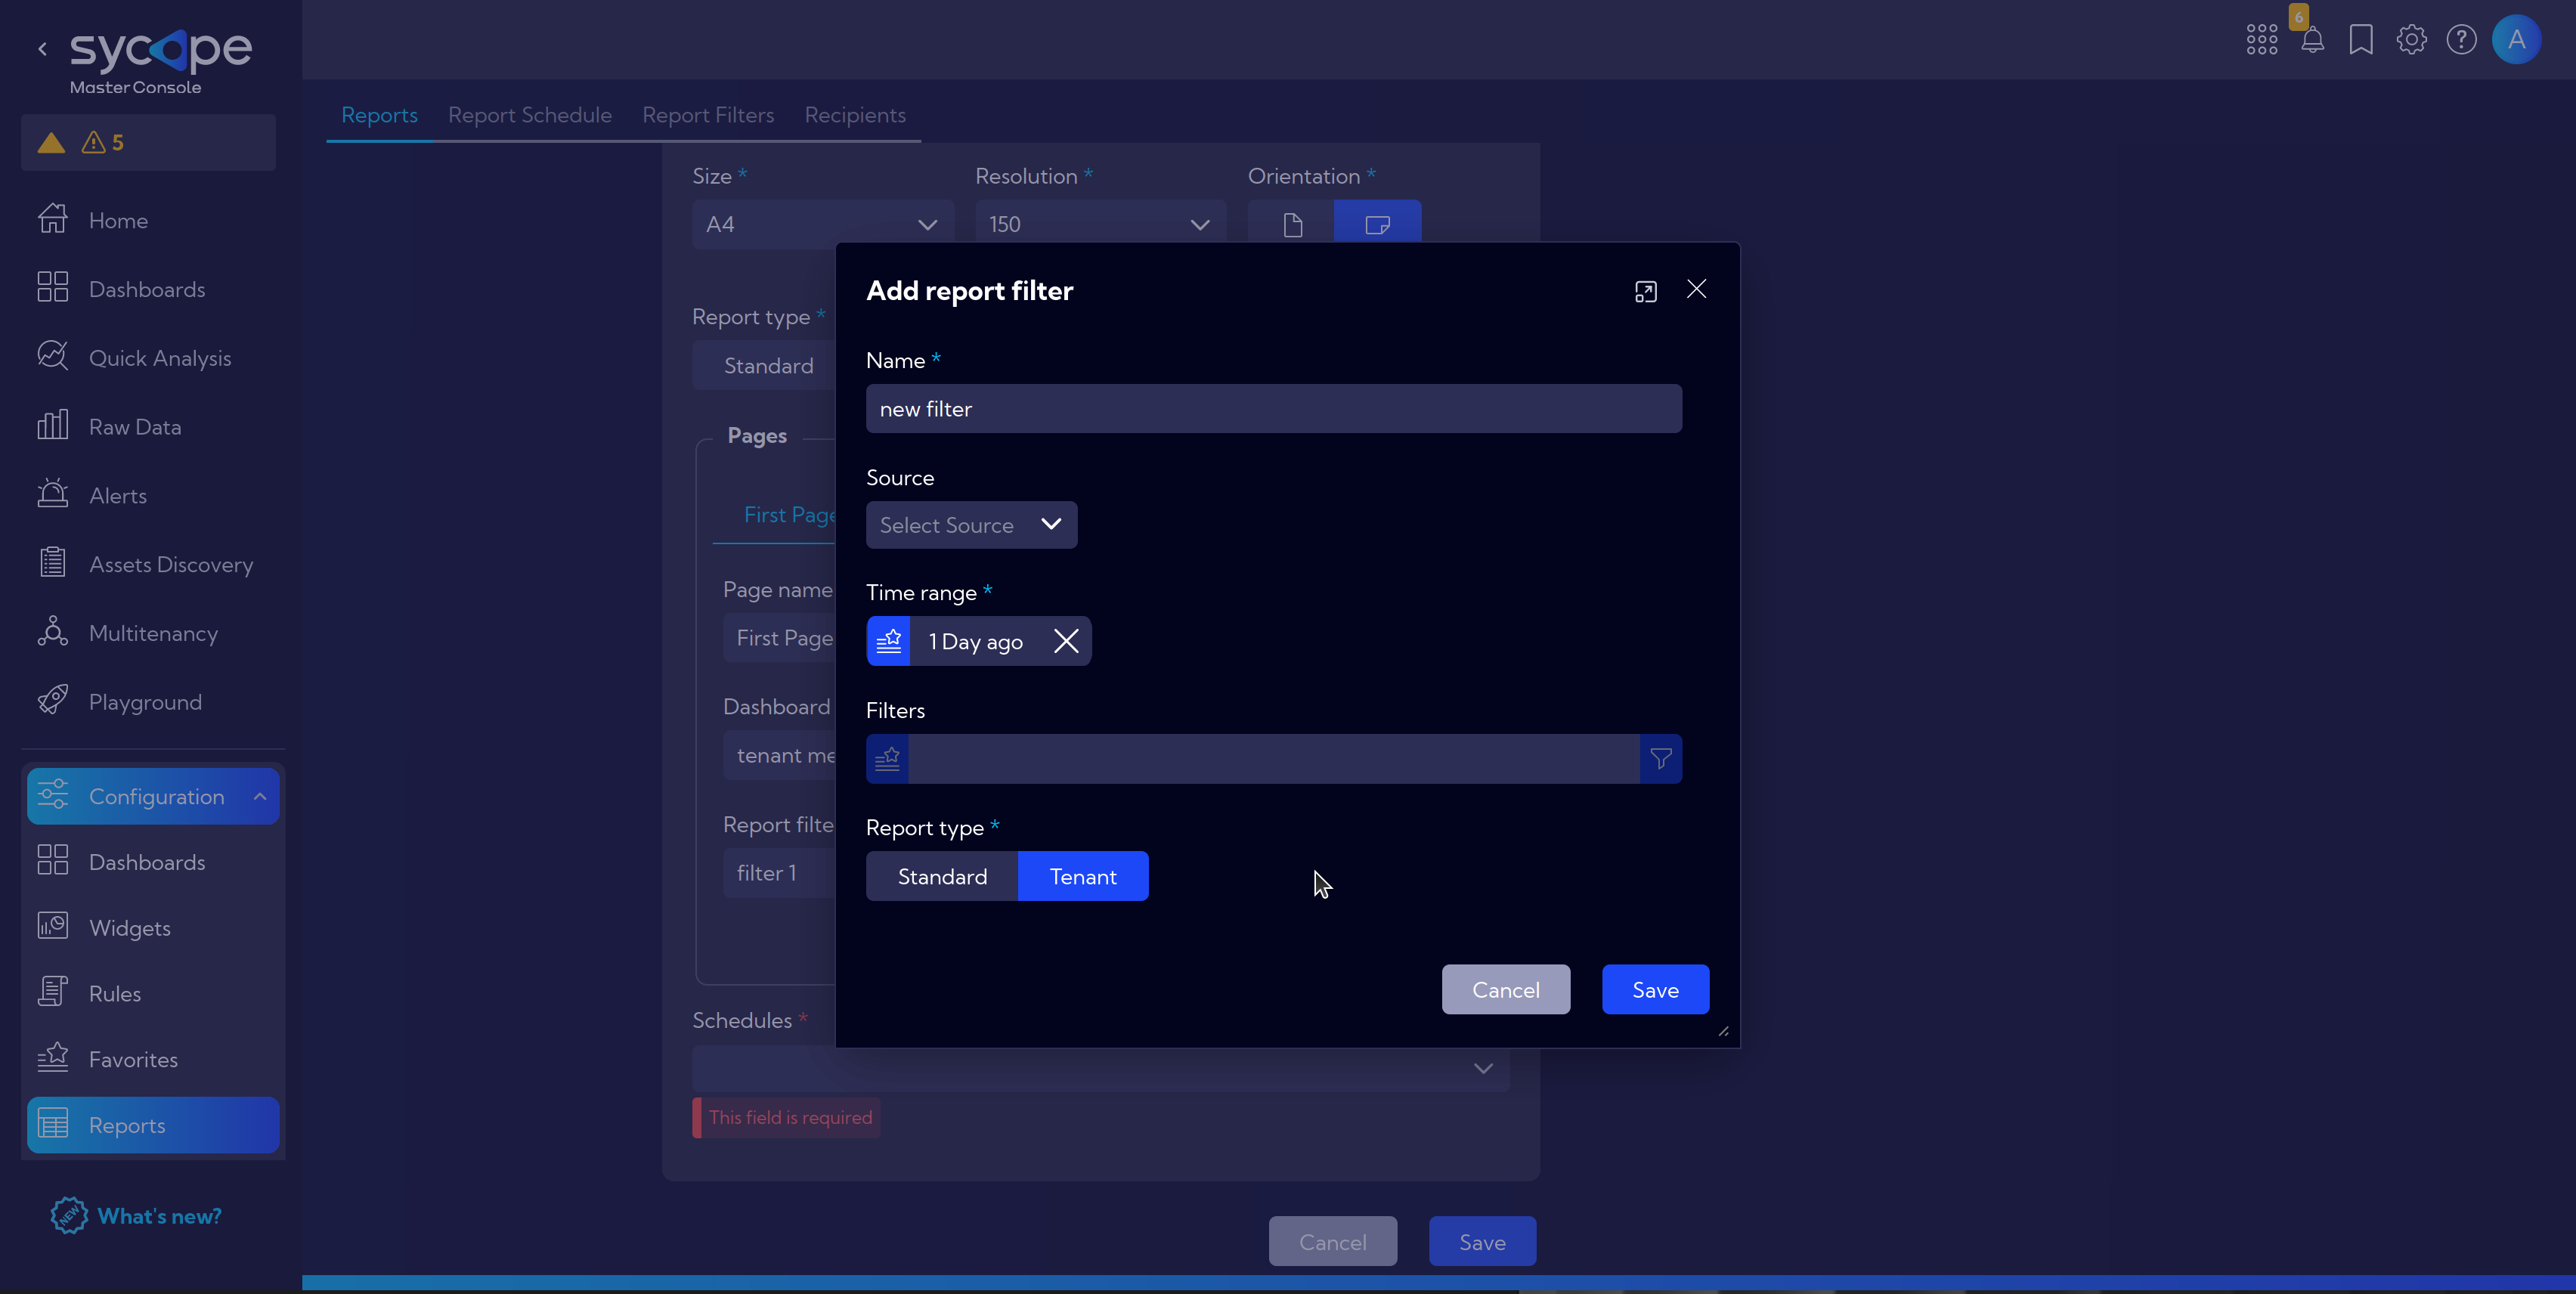 sycope
Master Console
5
Home
Dashboards
Quick Analysis
Raw Data
Alerts
Assets Discovery
Multitenancy
Playground
Configuration
Dashboards
Widgets
Rules
Favorites
Reports
NEW
What's new?
6
A
Reports
Report Schedule
Report Filters
Recipients
Size *
Resolution *
Orientation *
A4
150
Report type *
Standard
Pages
First Page
Page name
First Page
Dashboard
tenant me
Report filte
filter 1
Schedules *
This field is required
Cancel
Save
Add report filter
Name *
new filter
Source
Select Source
Time range *
1 Day ago
Filters
Report type *
Standard
Tenant
Cancel
Save